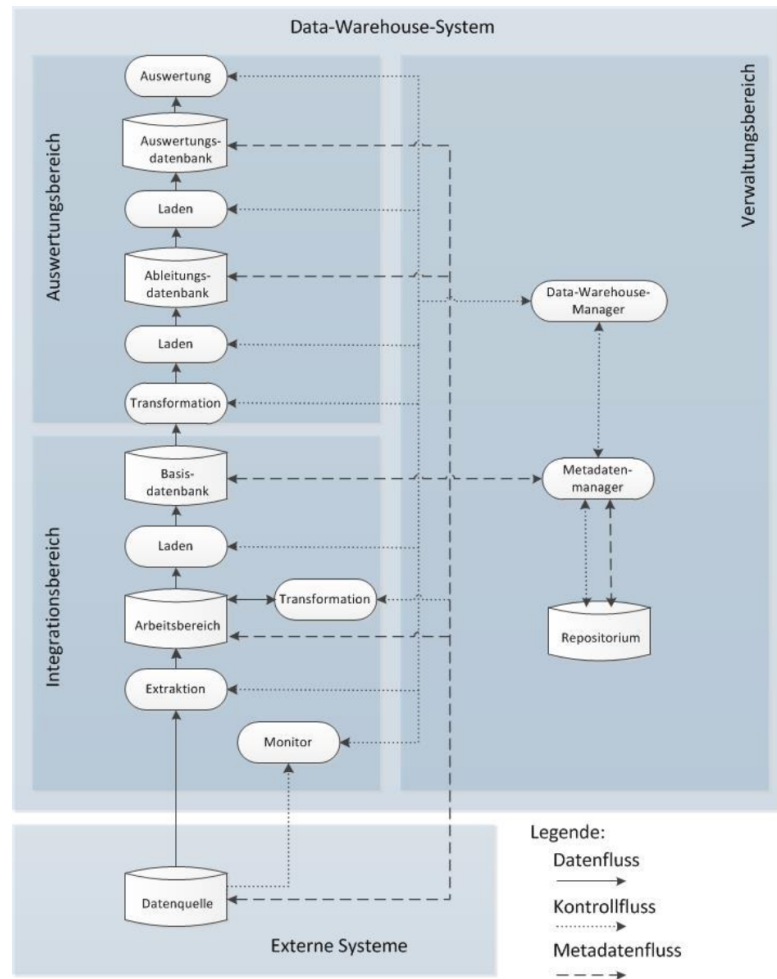 Data-Warehouse-System
Auswertungsbereich
Auswertung
Auswertungs-
datenbank
Laden
Ableitungs-
datenbank
Laden
Transformation
Integrationsbereich
Basis-
datenbank
Laden
Arbeitsbereich
Transformation
Extraktion
Monitor
Verwaltungsbereich
Data-Warehouse-
Manager
Metadaten-
manager
Repositorium
Datenquelle
Externe Systeme
Legende:
Datenfluss
Kontrollfluss
Metadatenfluss